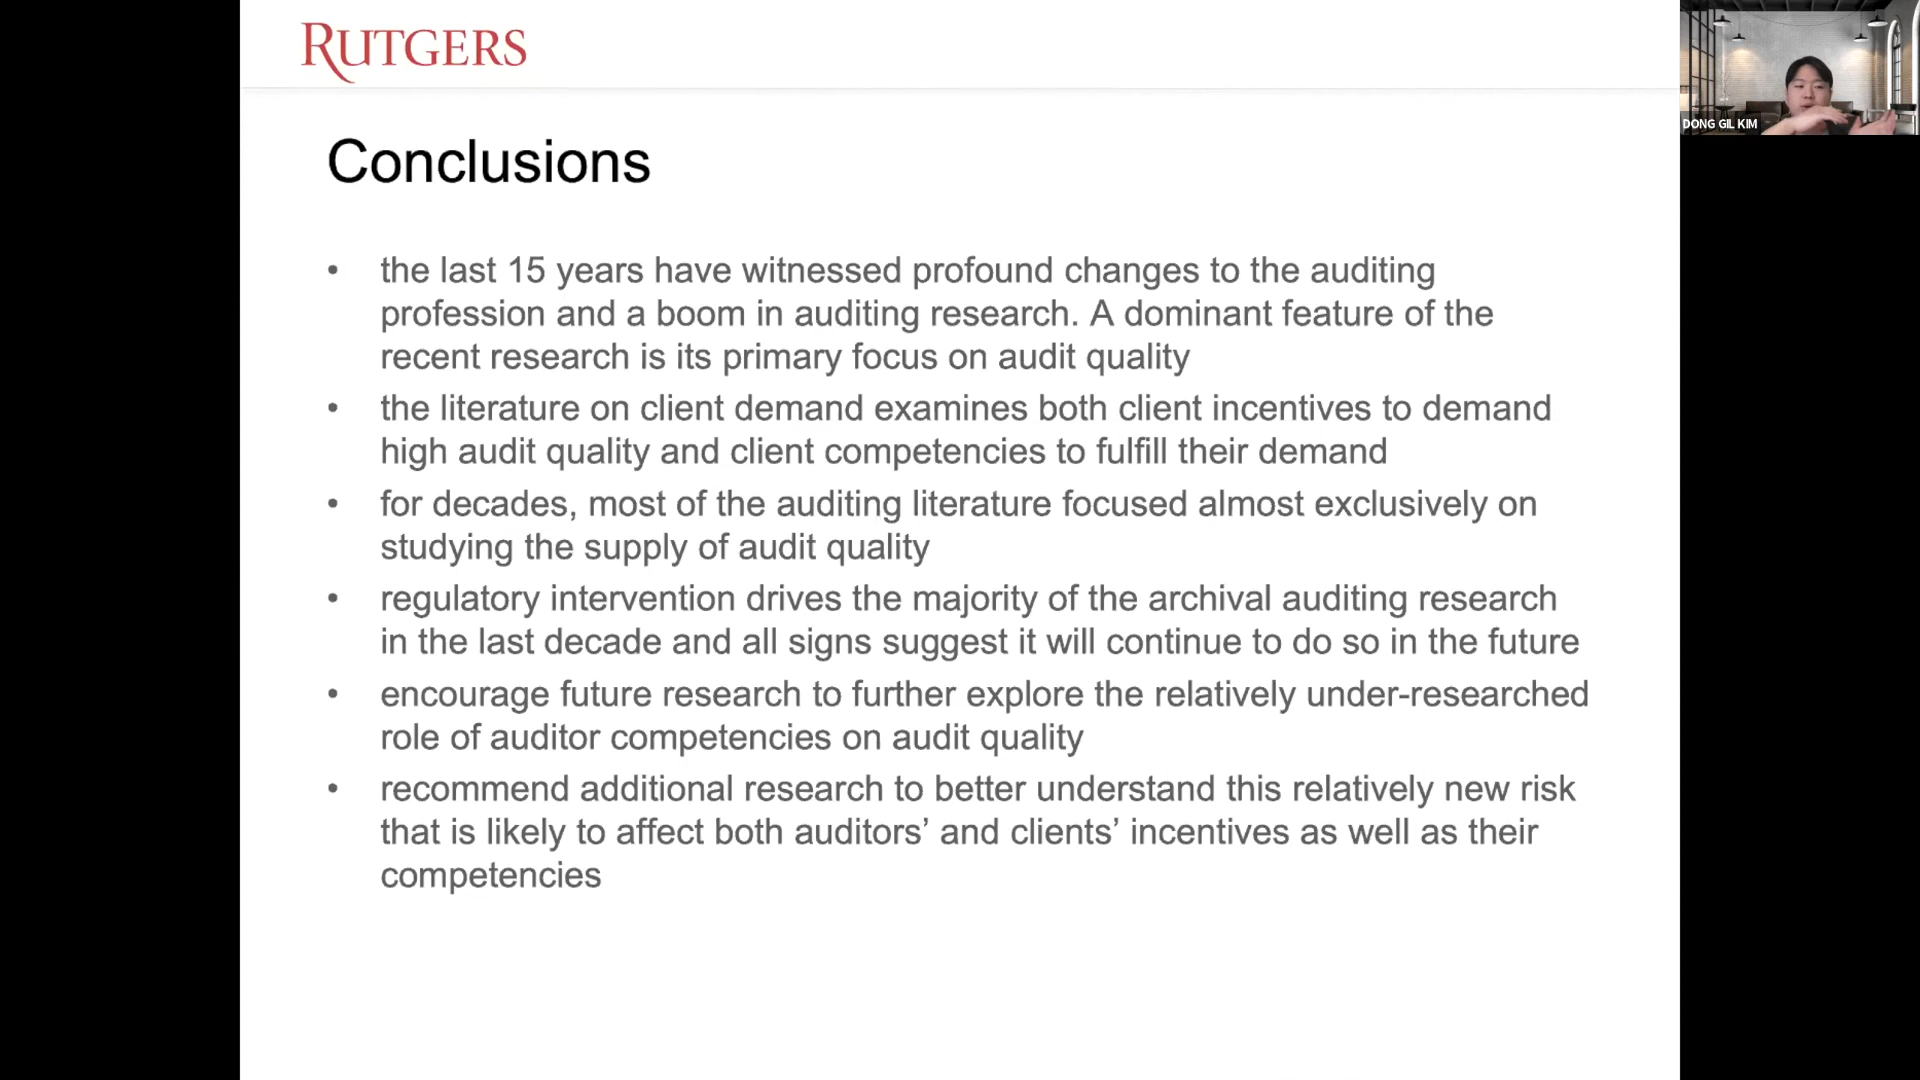 RUTGERS
DONG GIL KIM
Conclusions
• the last 15 years have witnessed profound changes to the auditing
profession and a boom in auditing research. A dominant feature of the
recent research is its primary focus on audit quality
• the literature on client demand examines both client incentives to demand
high audit quality and client competencies to fulfill their demand
• for decades, most of the auditing literature focused almost exclusively on
studying the supply of audit quality
• regulatory intervention drives the majority of the archival auditing research
in the last decade and all signs suggest it will continue to do so in the future
• encourage future research to further explore the relatively under-researched
role of auditor competencies on audit quality
• recommend additional research to better understand this relatively new risk
that is likely to affect both auditors’ and clients’ incentives as well as their
competencies